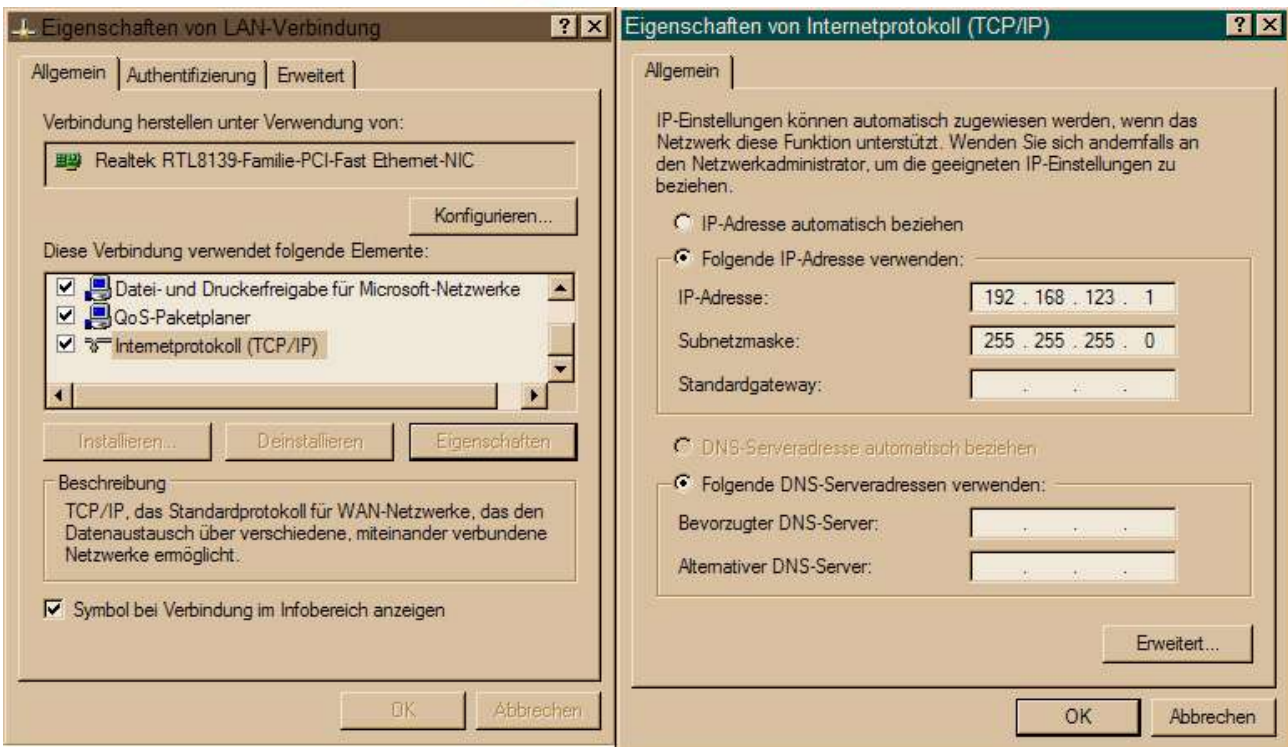 Eigenschaften von LAN-Verbindung
Allgemein
Authentifizierung
Erweitert
Verbindung herstellen unter Verwendung von:
Realtek RTL8139-Familie-PCI-Fast Ethernet-NIC
Konfigurieren...
Diese Verbindung verwendet folgende Elemente:
Datei- und Druckerfreigabe für Microsoft-Netzwerke
QoS-Paketplaner
Internetprotokoll (TCP/IP)
Installieren...
Deinstallieren
Eigenschaften
Beschreibung
TCP/IP, das Standardprotokoll für WAN-Netzwerke, das den
Datenaustausch über verschiedene, miteinander verbundene
Netzwerke ermöglicht.
Symbol bei Verbindung im Infobereich anzeigen
OK
Abbrechen
Eigenschaften von Internetprotokoll (TCP/IP)
Allgemein
IP-Einstellungen können automatisch zugewiesen werden, wenn das
Netzwerk diese Funktion unterstützt. Wenden Sie sich andernfalls an
den Netzwerkadministrator, um die geeigneten IP-Einstellungen zu
beziehen.
IP-Adresse automatisch beziehen
Folgende IP-Adresse verwenden:
IP-Adresse: 192 . 168 . 123 . 1
Subnetzmaske: 255 . 255 . 255 . 0
Standardgateway: . . .
DNS-Serveradresse automatisch beziehen
Folgende DNS-Serveradressen verwenden:
Bevorzugter DNS-Server: . . .
Alternativer DNS-Server: . . .
Erweitert...
OK
Abbrechen